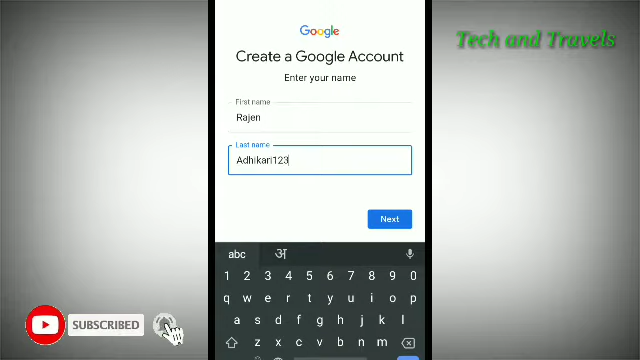 Google
Tech and Travels
Create a Google Account
Enter your name
First name
Rajen
Last name
Adhikari123
Next
abc अ
1 2 3 4 5 6 7 8 9 0
q w e r t y u i o p
a s d f g h j k l
z x c v b n m
SUBSCRIBED